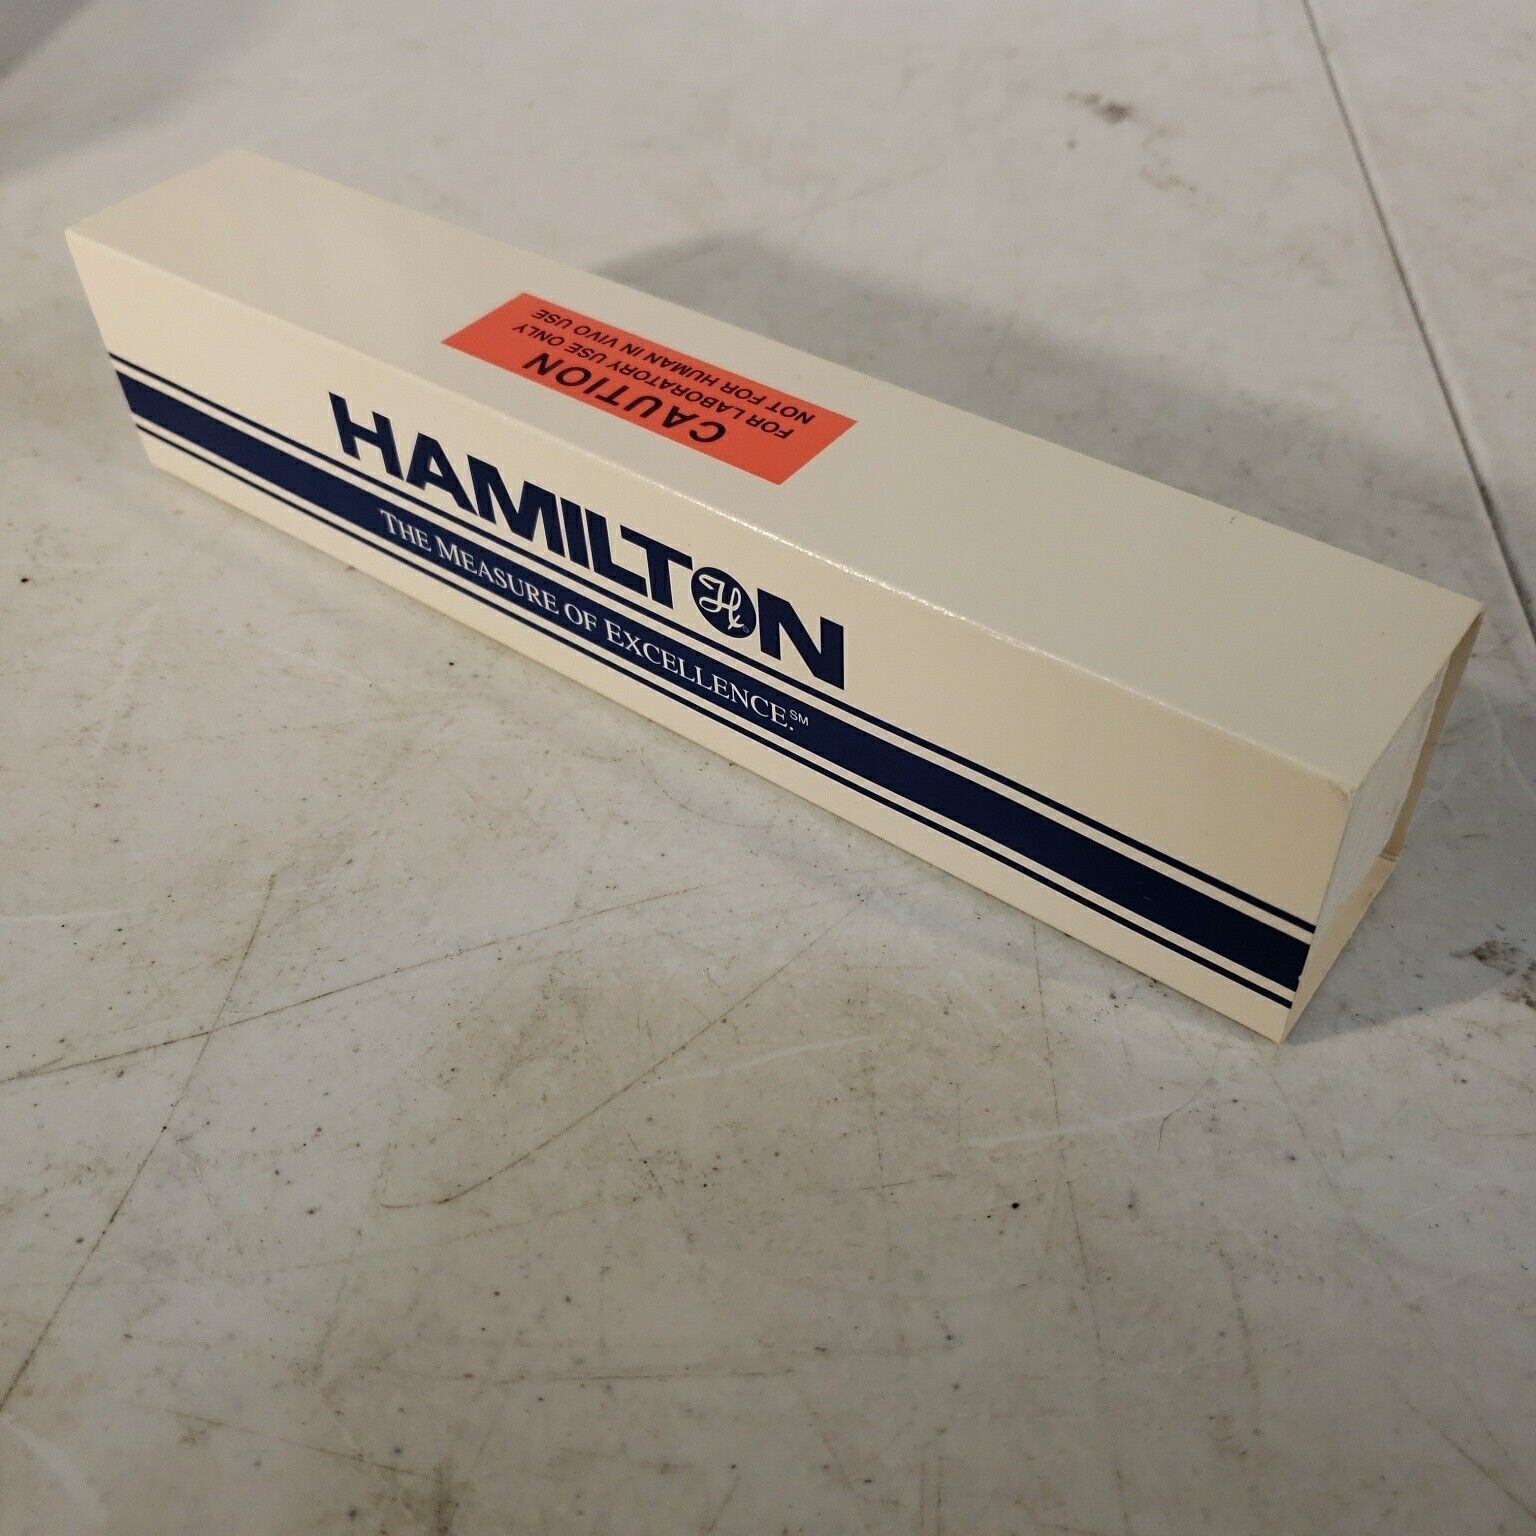 CAUTION
FOR LABORATORY USE ONLY
NOT FOR HUMAN IN VIVO USE
HAMILTON
THE MEASURE OF EXCELLENCE.℠